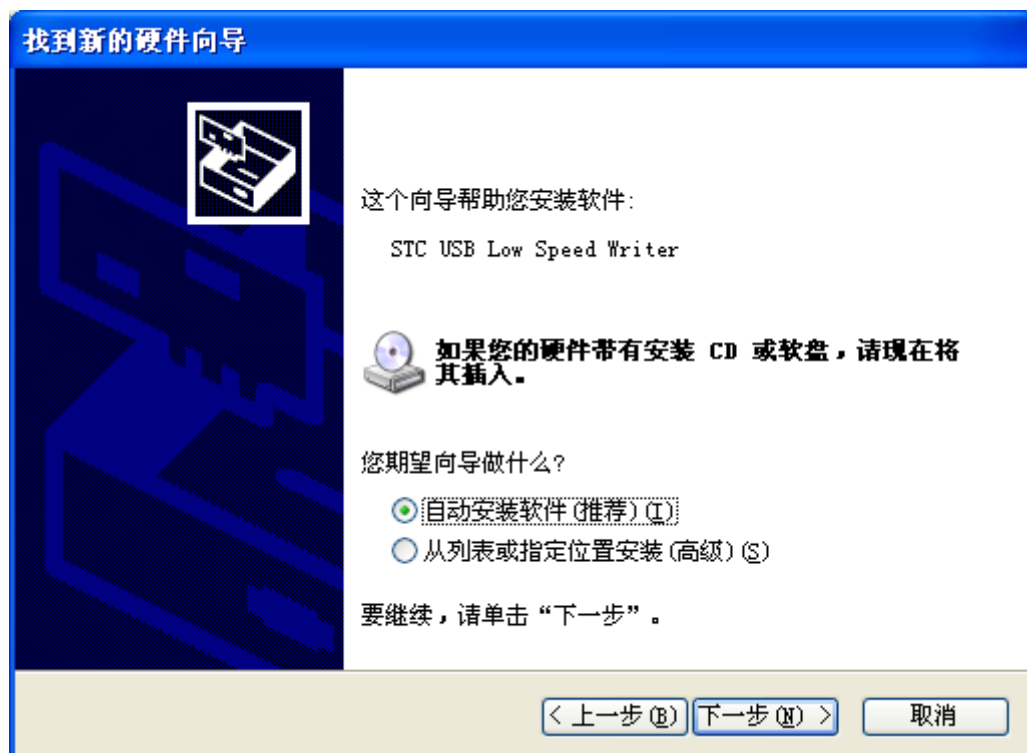 找到新的硬件向导
这个向导帮助您安装软件:
STC USB Low Speed Writer
如果您的硬件带有安装 CD 或软盘，请现在将
其插入。
您期望向导做什么?
自动安装软件(推荐)(I)
从列表或指定位置安装(高级)(S)
要继续，请单击“下一步”。
< 上一步(B) 下一步(N) > 取消